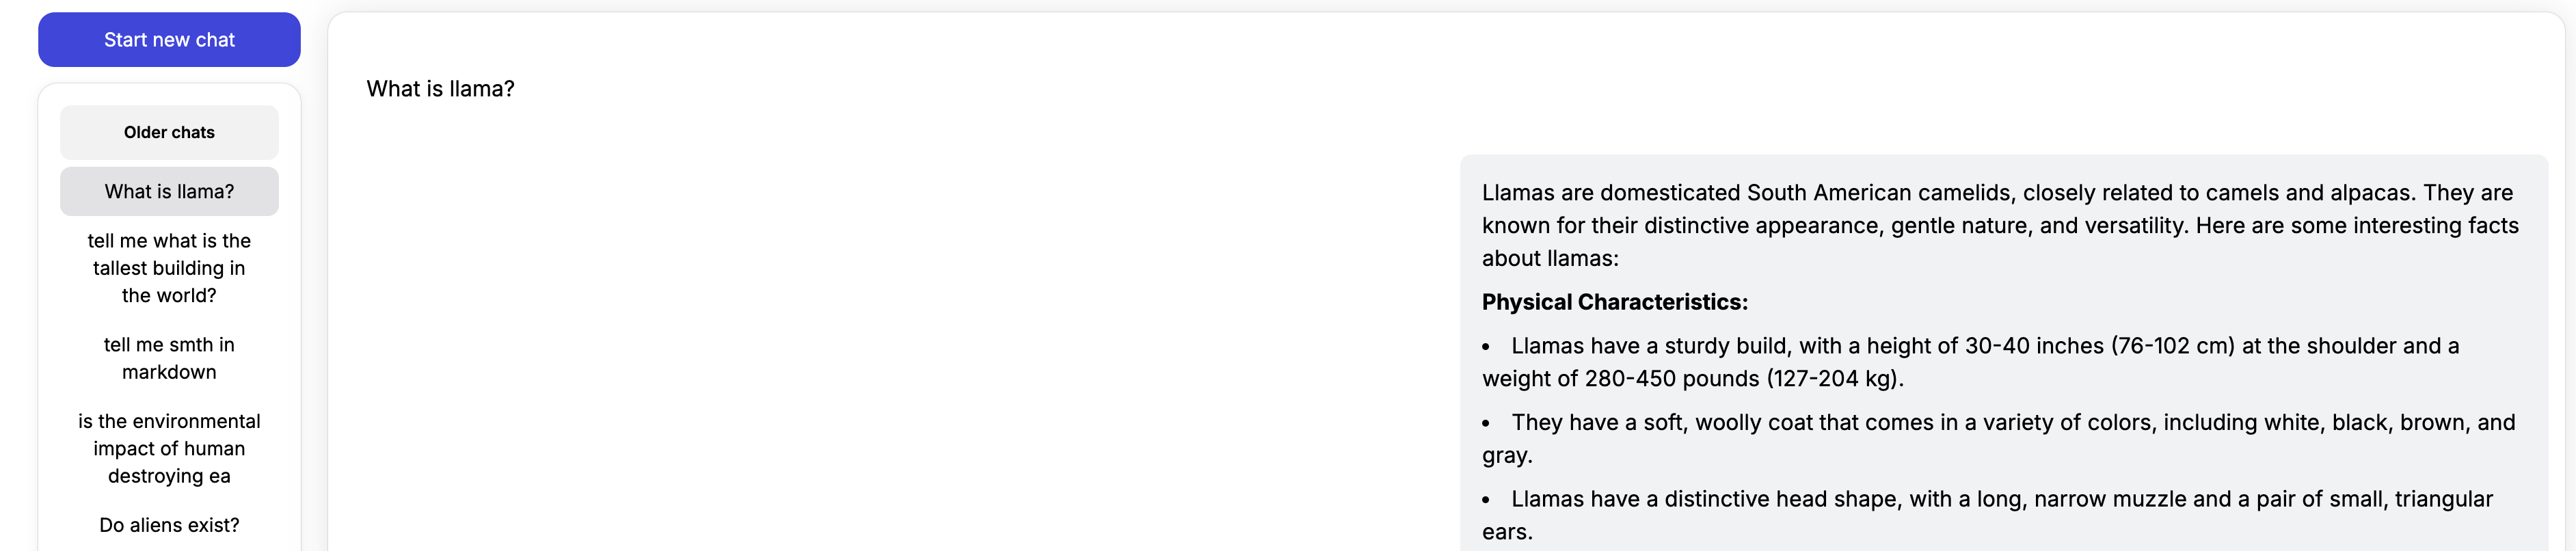 Start new chat
Older chats
What is llama?
tell me what is the
tallest building in
the world?
tell me smth in
markdown
is the environmental
impact of human
destroying ea
Do aliens exist?
What is llama?
Llamas are domesticated South American camelids, closely related to camels and alpacas. They are
known for their distinctive appearance, gentle nature, and versatility. Here are some interesting facts
about llamas:
Physical Characteristics:
• Llamas have a sturdy build, with a height of 30-40 inches (76-102 cm) at the shoulder and a
weight of 280-450 pounds (127-204 kg).
• They have a soft, woolly coat that comes in a variety of colors, including white, black, brown, and
gray.
• Llamas have a distinctive head shape, with a long, narrow muzzle and a pair of small, triangular
ears.